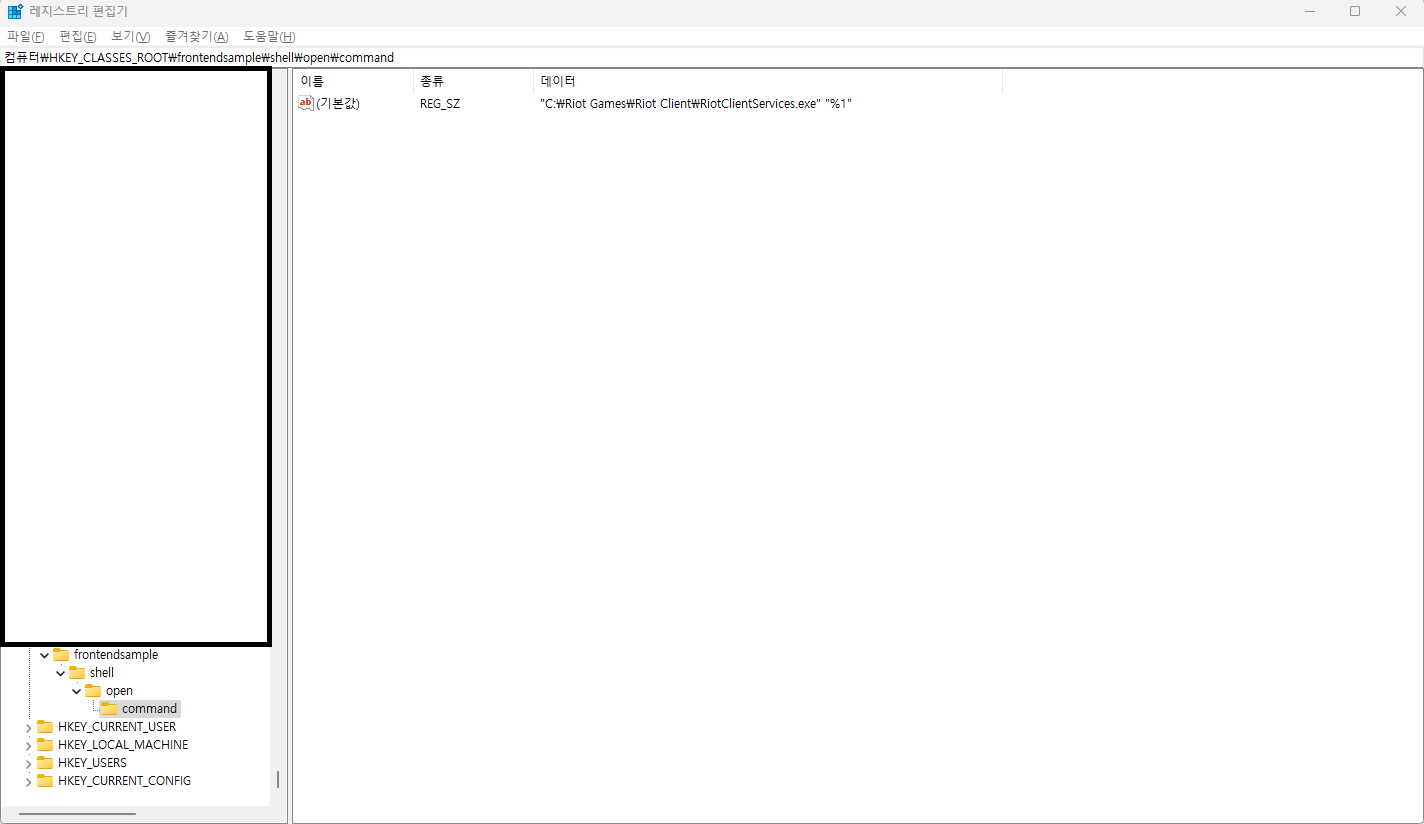 레지스트리 편집기
파일(F) 편집(E) 보기(V) 즐겨찾기(A) 도움말(H)
컴퓨터₩HKEY_CLASSES_ROOT₩frontendsample₩shell₩open₩command
이름 종류 데이터
ab (기본값) REG_SZ "C:₩Riot Games₩Riot Client₩RiotClientServices.exe" "%1"
frontendsample
shell
open
command
HKEY_CURRENT_USER
HKEY_LOCAL_MACHINE
HKEY_USERS
HKEY_CURRENT_CONFIG